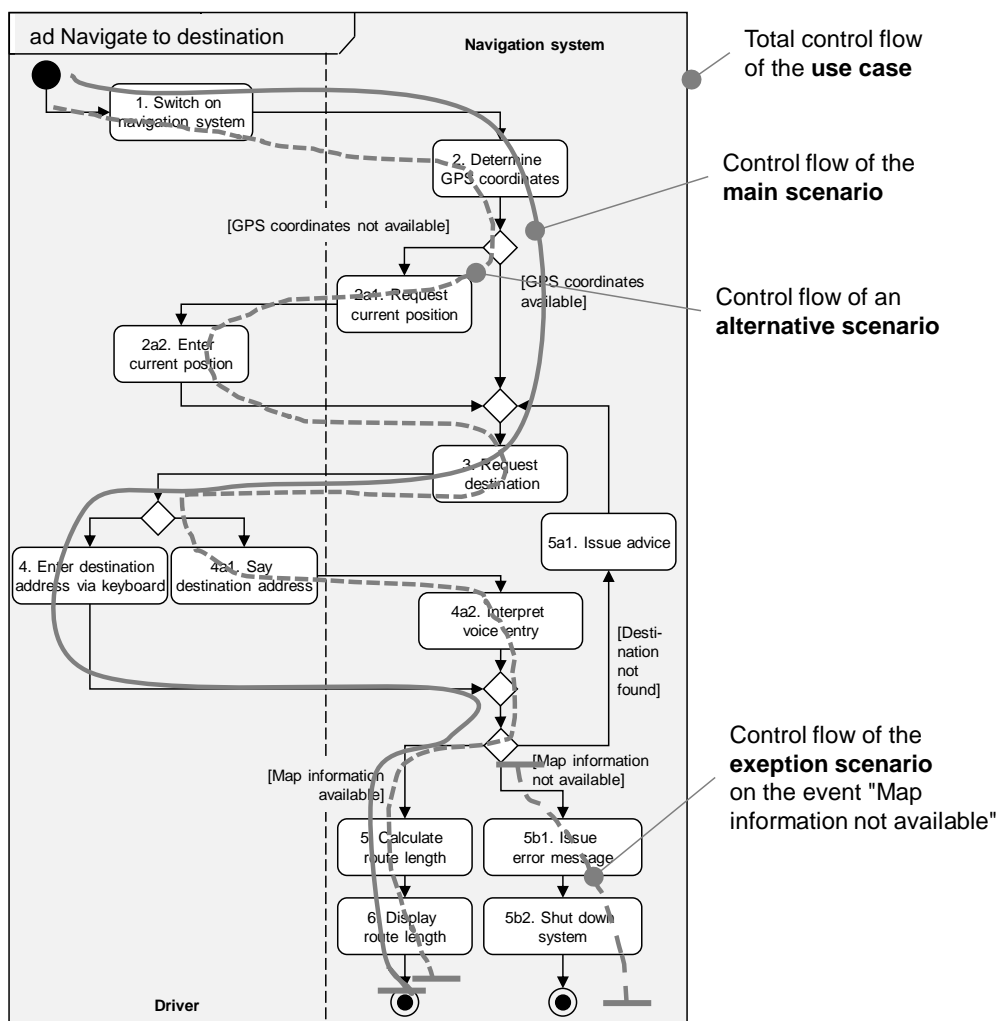 ad Navigate to destination
Navigation system
Total control flow
of the use case
1. Switch on
navigation system
2. Determine
GPS coordinates
Control flow of the
main scenario
[GPS coordinates not available]
[GPS coordinates
available]
2a1. Request
current position
Control flow of an
alternative scenario
2a2. Enter
current postion
3. Request
destination
4. Enter destination
address via keyboard
4a1. Say
destination address
5a1. Issue advice
4a2. Interpret
voice entry
[Desti-
nation
not
found]
[Map information
available]
[Map information
not available]
Control flow of the
exeption scenario
on the event "Map
information not available"
5. Calculate
route length
5b1. Issue
error message
6. Display
route length
5b2. Shut down
system
Driver